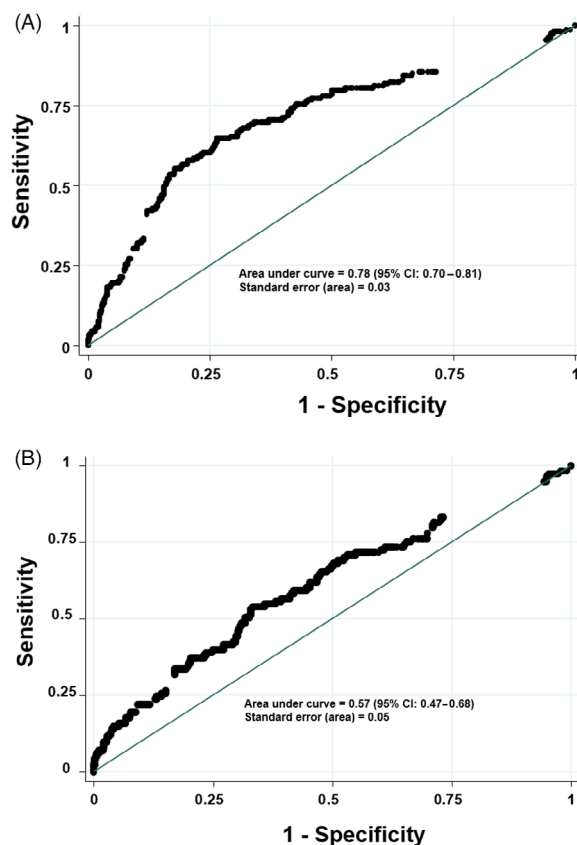 (A)
1
0.75
0.5
0.25
0
Sensitivity
Area under curve = 0.78 (95% CI: 0.70–0.81)
Standard error (area) = 0.03
0 0.25 0.5 0.75 1
1 - Specificity
(B)
1
0.75
0.5
0.25
0
Sensitivity
Area under curve = 0.57 (95% CI: 0.47–0.68)
Standard error (area) = 0.05
0 0.25 0.5 0.75 1
1 - Specificity